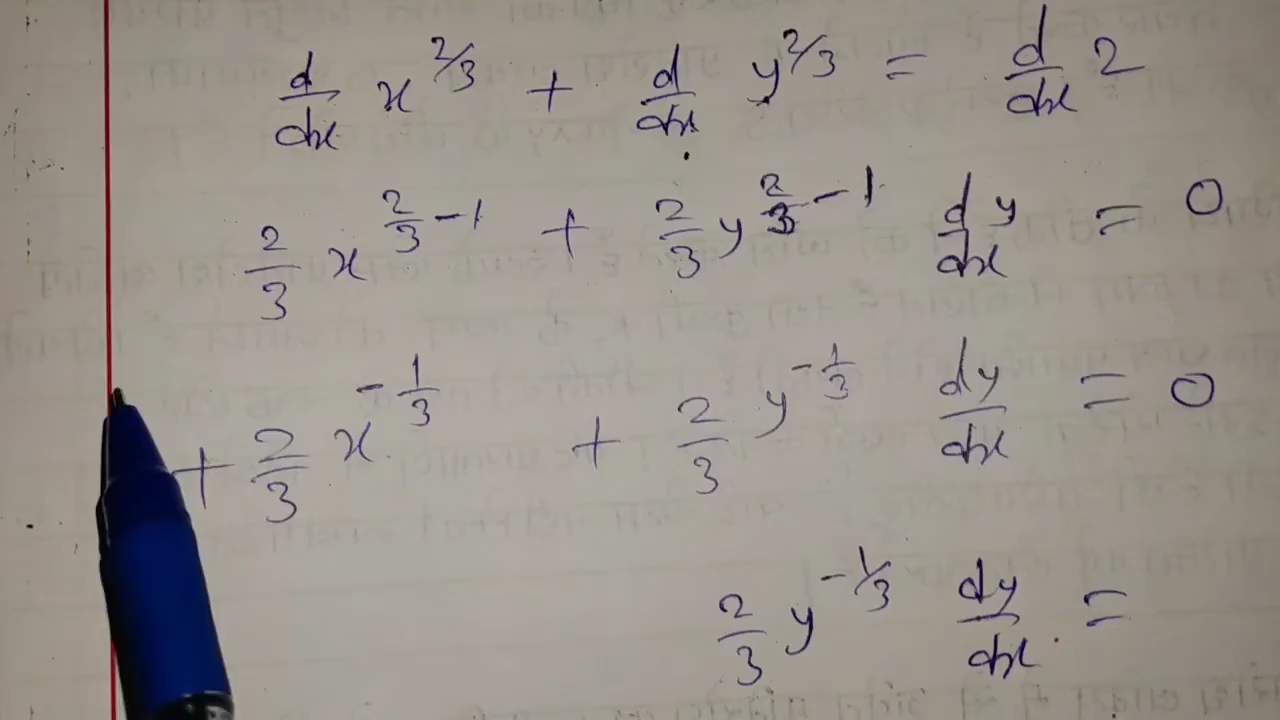 d/dx x^(2/3) + d/dx y^(2/3) = d/dx 2
2/3 x^(2/3 - 1) + 2/3 y^(2/3 - 1) dy/dx = 0
+ 2/3 x^(-1/3) + 2/3 y^(-1/3) dy/dx = 0
2/3 y^(-1/3) dy/dx =